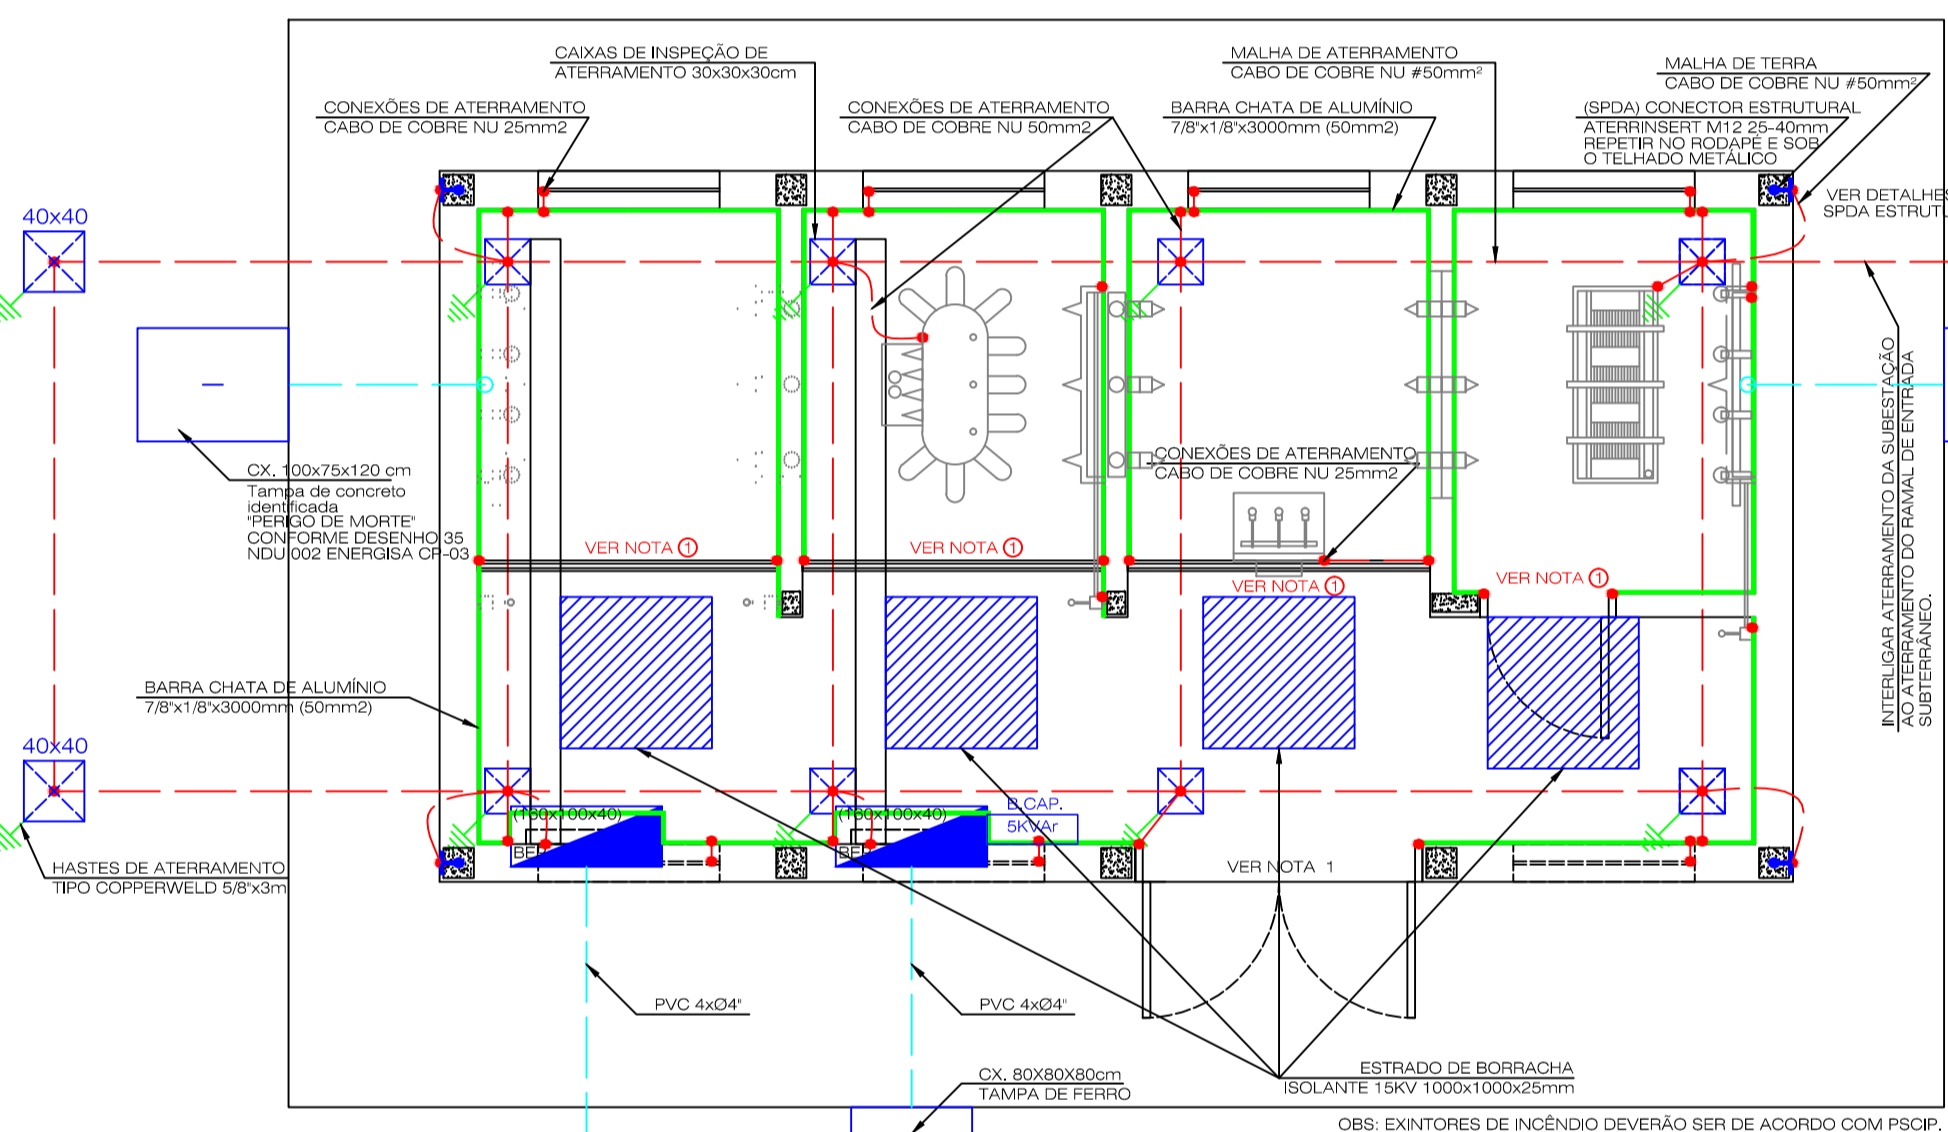 CAIXAS DE INSPEÇÃO DE
ATERRAMENTO 30x30x30cm
MALHA DE ATERRAMENTO
CABO DE COBRE NU #50mm²
MALHA DE TERRA
CABO DE COBRE NU #50mm²
CONEXÕES DE ATERRAMENTO
CABO DE COBRE NU 25mm2
CONEXÕES DE ATERRAMENTO
CABO DE COBRE NU 50mm2
BARRA CHATA DE ALUMÍNIO
7/8"x1/8"x3000mm (50mm2)
(SPDA) CONECTOR ESTRUTURAL
ATERRINSERT M12 25-40mm
REPETIR NO RODAPÉ E SOB
O TELHADO METÁLICO
VER DETALHES
SPDA ESTRUT
40x40
CX. 100x75x120 cm
Tampa de concreto
identificada
"PERIGO DE MORTE"
CONFORME DESENHO 35
NDU 002 ENERGISA CP-03
CONEXÕES DE ATERRAMENTO
CABO DE COBRE NU 25mm2
INTERLIGAR ATERRAMENTO DA SUBESTAÇÃO
AO ATERRAMENTO DO RAMAL DE ENTRADA
SUBTERRÂNEO.
VER NOTA 1
VER NOTA 1
VER NOTA 1
VER NOTA 1
BARRA CHATA DE ALUMÍNIO
7/8"x1/8"x3000mm (50mm2)
40x40
(160x100x40)
(160x100x40)
B.CAP.
5KVAr
HASTES DE ATERRAMENTO
TIPO COPPERWELD 5/8"x3m
VER NOTA 1
PVC 4xØ4"
PVC 4xØ4"
CX. 80X80X80cm
TAMPA DE FERRO
ESTRADO DE BORRACHA
ISOLANTE 15KV 1000x1000x25mm
OBS: EXINTORES DE INCÊNDIO DEVERÃO SER DE ACORDO COM PSCIP.